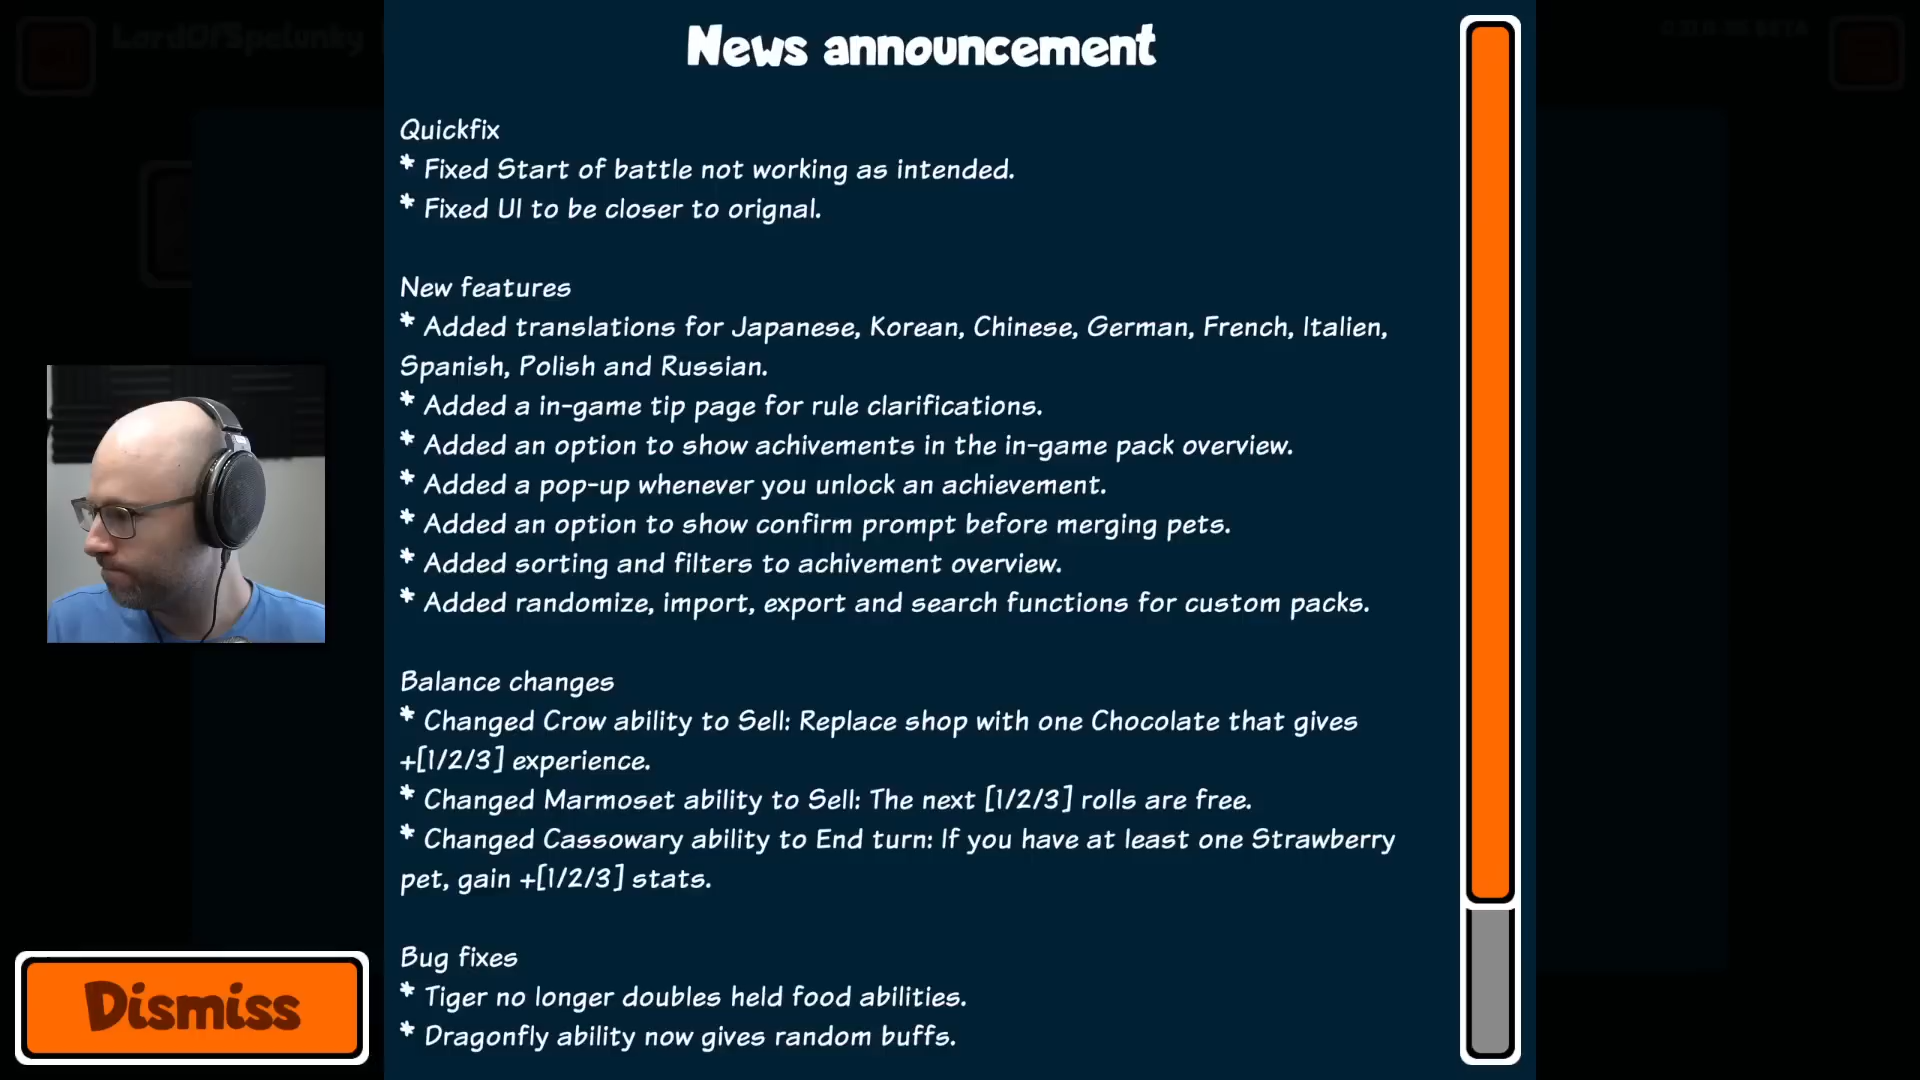 LordOfSpelunky
News announcement
Quickfix
* Fixed Start of battle not working as intended.
* Fixed UI to be closer to orignal.
New features
* Added translations for Japanese, Korean, Chinese, German, French, Italien,
Spanish, Polish and Russian.
* Added a in-game tip page for rule clarifications.
* Added an option to show achivements in the in-game pack overview.
* Added a pop-up whenever you unlock an achievement.
* Added an option to show confirm prompt before merging pets.
* Added sorting and filters to achivement overview.
* Added randomize, import, export and search functions for custom packs.
Balance changes
* Changed Crow ability to Sell: Replace shop with one Chocolate that gives
+[1/2/3] experience.
* Changed Marmoset ability to Sell: The next [1/2/3] rolls are free.
* Changed Cassowary ability to End turn: If you have at least one Strawberry
pet, gain +[1/2/3] stats.
Bug fixes
* Tiger no longer doubles held food abilities.
* Dragonfly ability now gives random buffs.
Dismiss